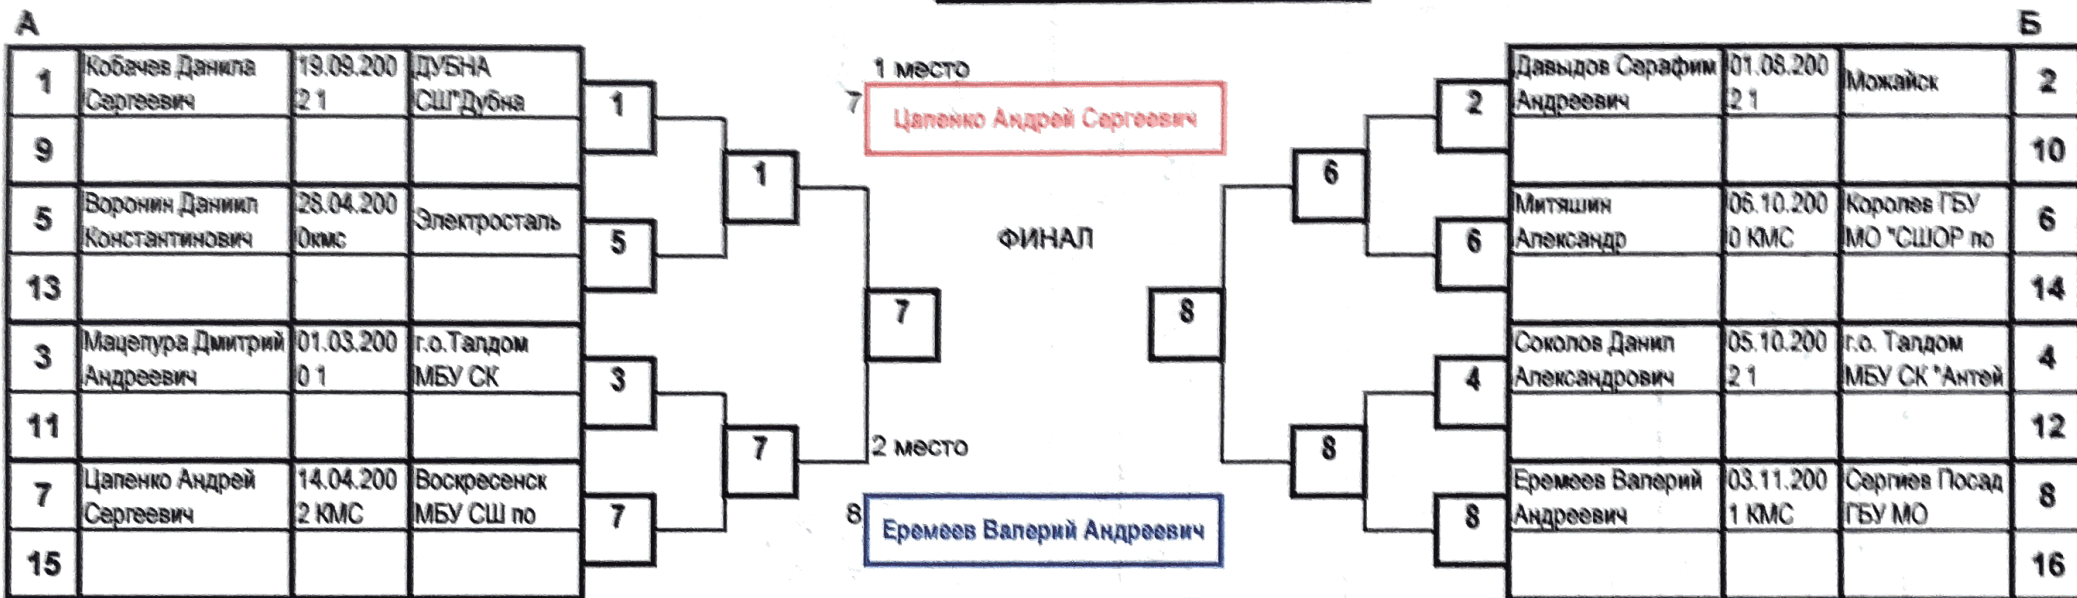 А
Б
1
Кобачев Данила
Сергеевич
19.09.200
2 1
ДУБНА
СШ"Дубна
9
5
Воронин Даниил
Константинович
28.04.200
0кмс
Электросталь
13
3
Мацепура Дмитрий
Андреевич
01.03.200
0 1
г.о.Талдом
МБУ СК
11
7
Цапенко Андрей
Сергеевич
14.04.200
2 КМС
Воскресенск
МБУ СШ по
15
1
5
3
7
1
7
7
1 место
7
Цапенко Андрей Сергеевич
ФИНАЛ
2 место
8
Еремеев Валерий Андреевич
8
6
8
2
6
4
8
Давыдов Серафим
Андреевич
01.08.200
2 1
Можайск
2
10
Митяшин
Александр
06.10.200
0 КМС
Королев ГБУ
МО "СШОР по
6
14
Соколов Данил
Александрович
05.10.200
2 1
г.о. Талдом
МБУ СК "Антей
4
12
Еремеев Валерий
Андреевич
03.11.200
1 КМС
Сергиев Посад
ГБУ МО
8
16